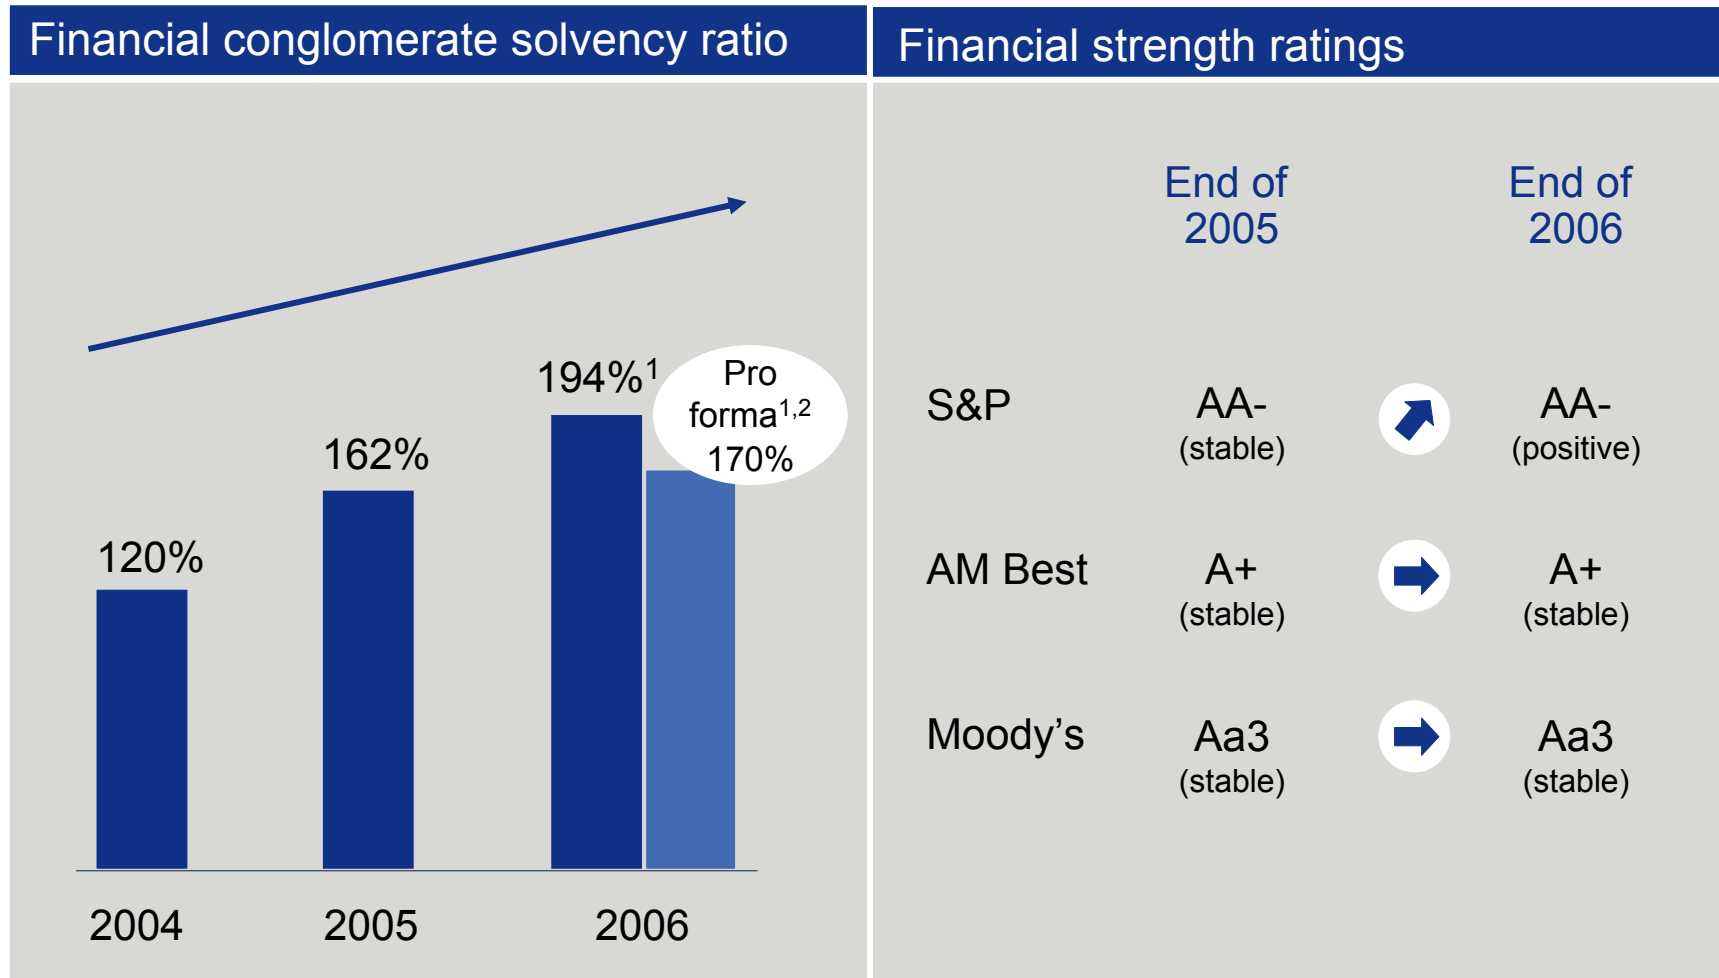 Financial conglomerate solvency ratio
194%1
Pro
forma1,2
170%
162%
120%
2004 2005 2006
Financial strength ratings
End of
2005
End of
2006
S&P AA- AA-
(stable) (positive)
AM Best A+ A+
(stable) (stable)
Moody’s Aa3 Aa3
(stable) (stable)